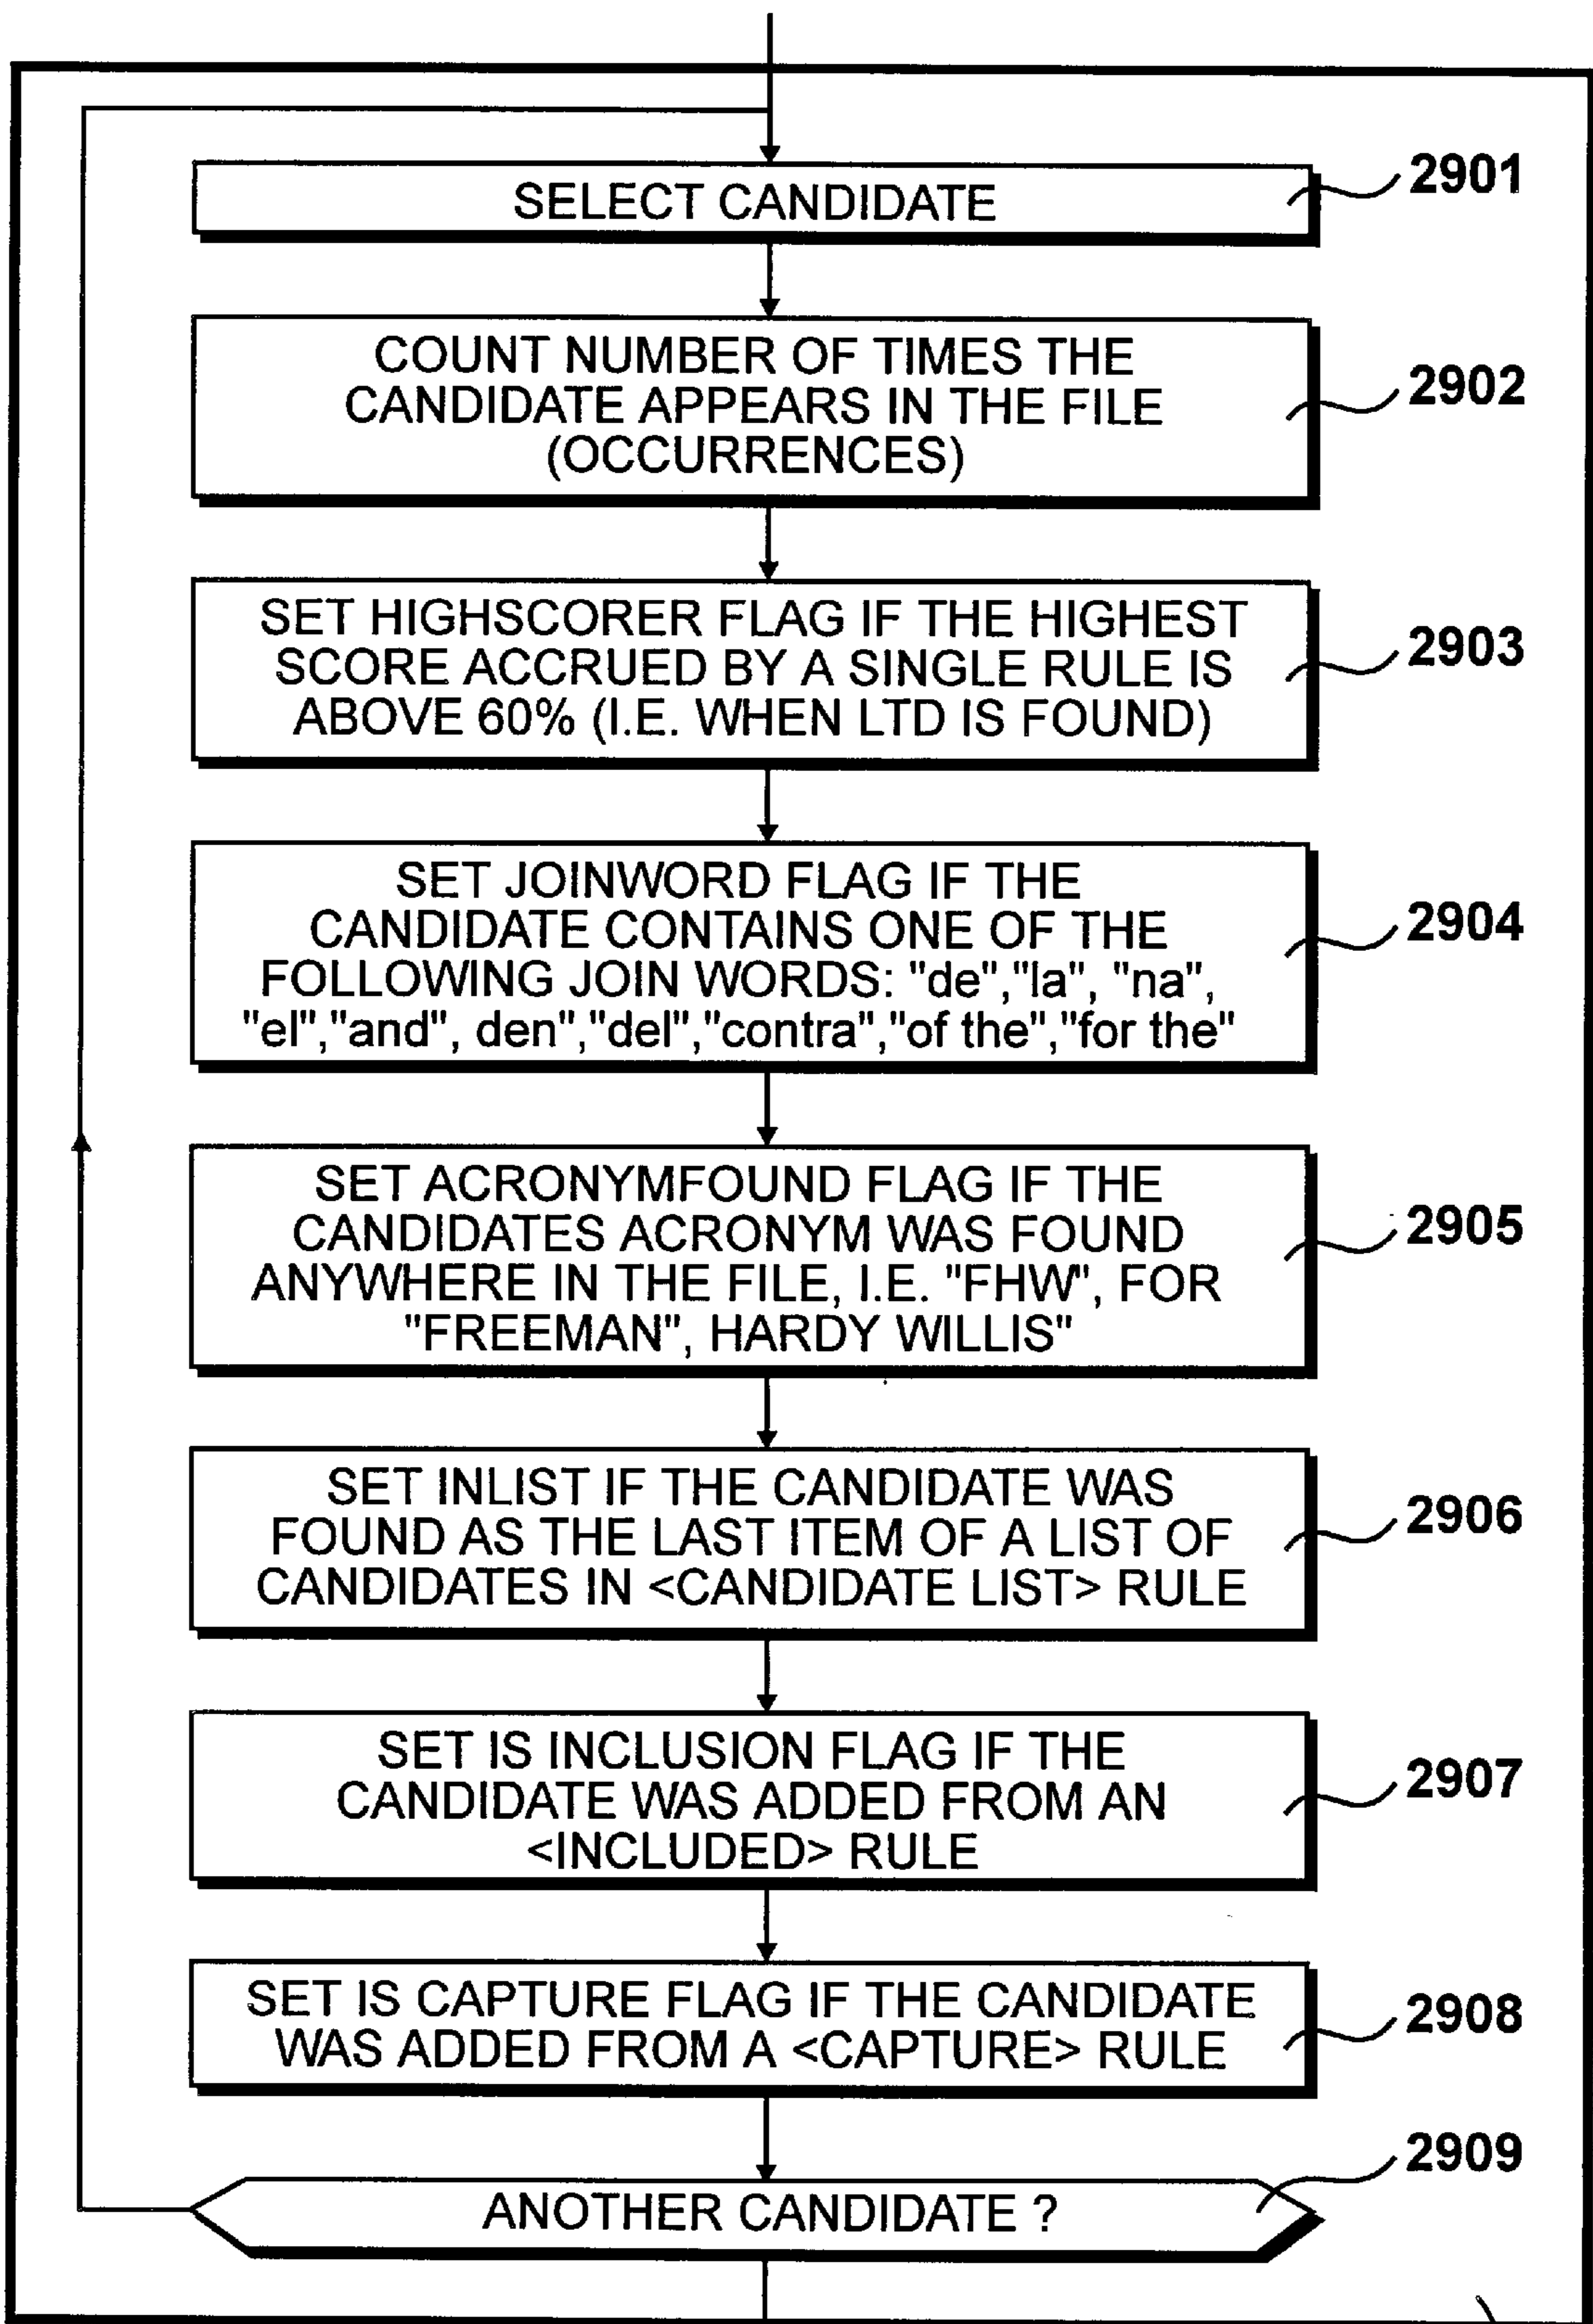 SELECT CANDIDATE
2901
COUNT NUMBER OF TIMES THE
CANDIDATE APPEARS IN THE FILE
(OCCURRENCES)
2902
SET HIGHSCORER FLAG IF THE HIGHEST
SCORE ACCRUED BY A SINGLE RULE IS
ABOVE 60% (I.E. WHEN LTD IS FOUND)
2903
SET JOINWORD FLAG IF THE
CANDIDATE CONTAINS ONE OF THE
FOLLOWING JOIN WORDS: "de","la", "na",
"el","and", den","del","contra","of the","for the"
2904
SET ACRONYMFOUND FLAG IF THE
CANDIDATES ACRONYM WAS FOUND
ANYWHERE IN THE FILE, I.E. "FHW", FOR
"FREEMAN", HARDY WILLIS"
2905
SET INLIST IF THE CANDIDATE WAS
FOUND AS THE LAST ITEM OF A LIST OF
CANDIDATES IN <CANDIDATE LIST> RULE
2906
SET IS INCLUSION FLAG IF THE
CANDIDATE WAS ADDED FROM AN
<INCLUDED> RULE
2907
SET IS CAPTURE FLAG IF THE CANDIDATE
WAS ADDED FROM A <CAPTURE> RULE
2908
ANOTHER CANDIDATE ?
2909